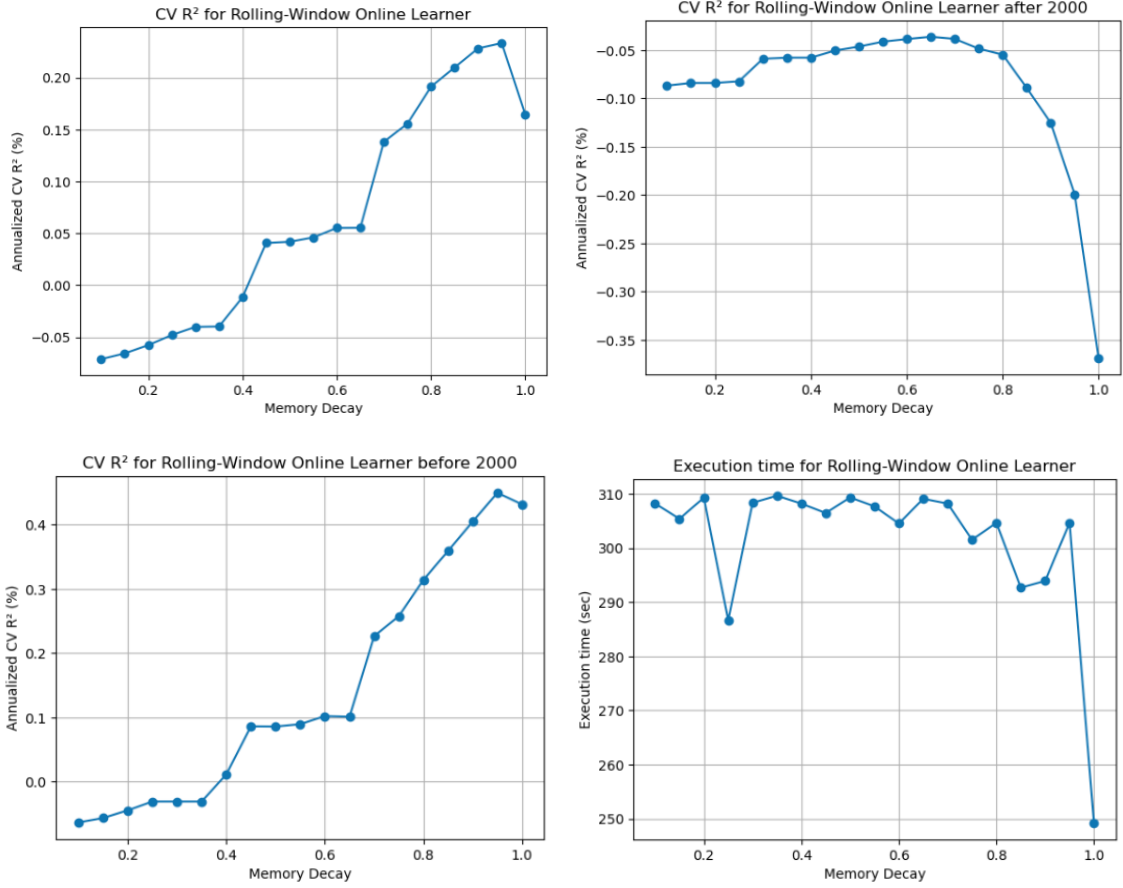 CV R² for Rolling-Window Online Learner
Annualized CV R² (%)
0.20
0.15
0.10
0.05
0.00
−0.05
0.2 0.4 0.6 0.8 1.0
Memory Decay
CV R² for Rolling-Window Online Learner after 2000
Annualized CV R² (%)
−0.05
−0.10
−0.15
−0.20
−0.25
−0.30
−0.35
0.2 0.4 0.6 0.8 1.0
Memory Decay
CV R² for Rolling-Window Online Learner before 2000
Annualized CV R² (%)
0.4
0.3
0.2
0.1
0.0
0.2 0.4 0.6 0.8 1.0
Memory Decay
Execution time for Rolling-Window Online Learner
Execution time (sec)
310
300
290
280
270
260
250
0.2 0.4 0.6 0.8 1.0
Memory Decay